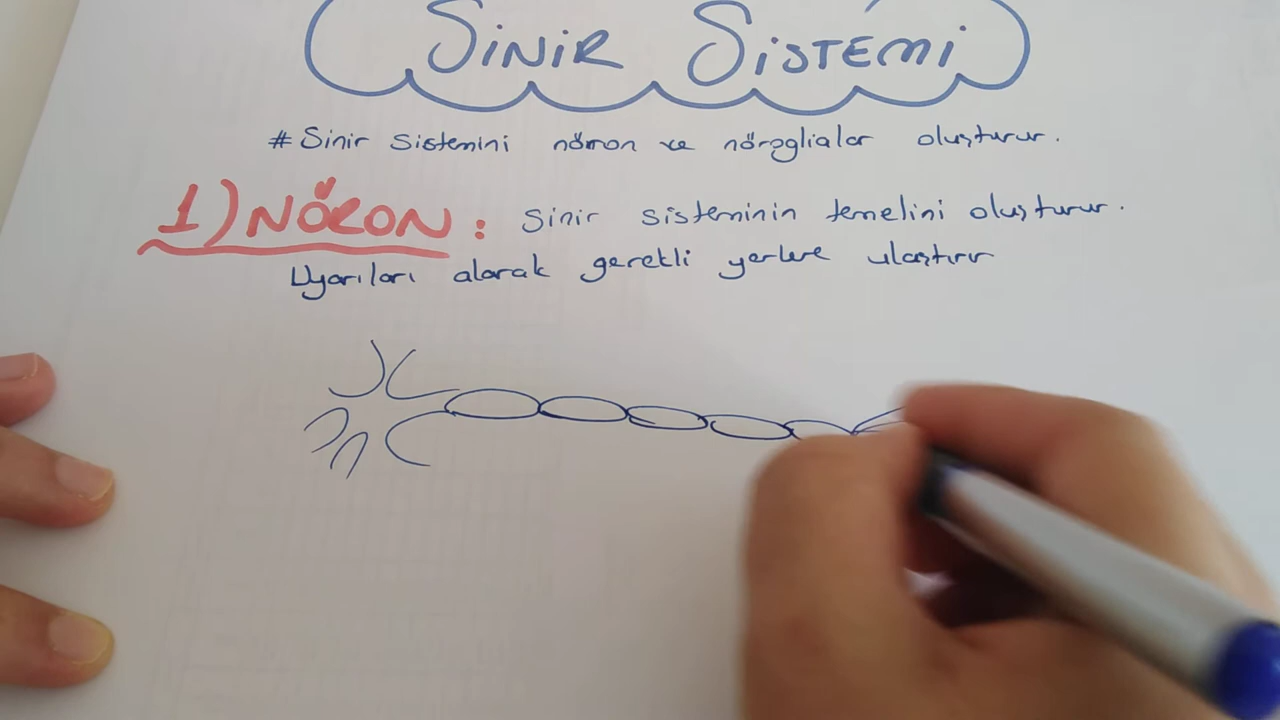 SiNiR SiSTEMi
# Sinir sistemini nöron ve nöroglialar oluşturur.
1) NÖRON : Sinir sisteminin temelini oluşturur.
Uyarıları alarak gerekli yerlere ulaştırır